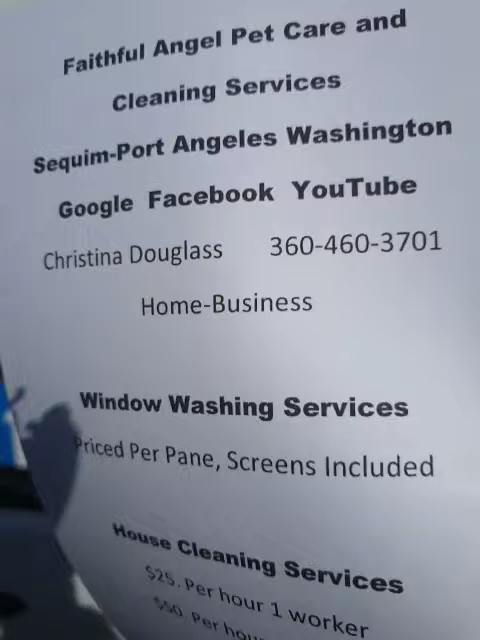 Faithful Angel Pet Care and
Cleaning Services
Sequim-Port Angeles Washington
Google Facebook YouTube
Christina Douglass 360-460-3701
Home-Business
Window Washing Services
Priced Per Pane, Screens Included
House Cleaning Services
$25. Per hour 1 worker
$50. Per hour